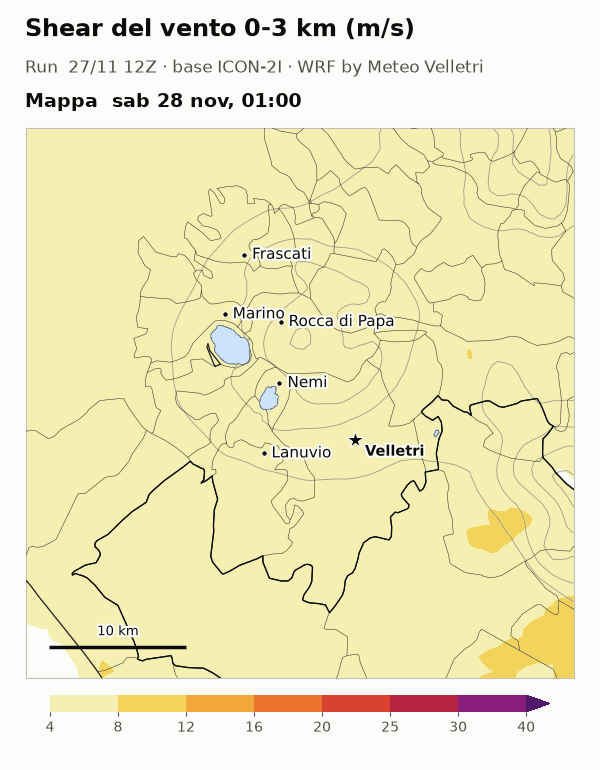 Shear del vento 0-3 km (m/s)
Run  27/11 12Z · base ICON-2I · WRF by Meteo Velletri
Mappa  sab 28 nov, 01:00
Frascati
Marino
Rocca di Papa
Nemi
Velletri
Lanuvio
10 km
4 8 12 16 20 25 30 40